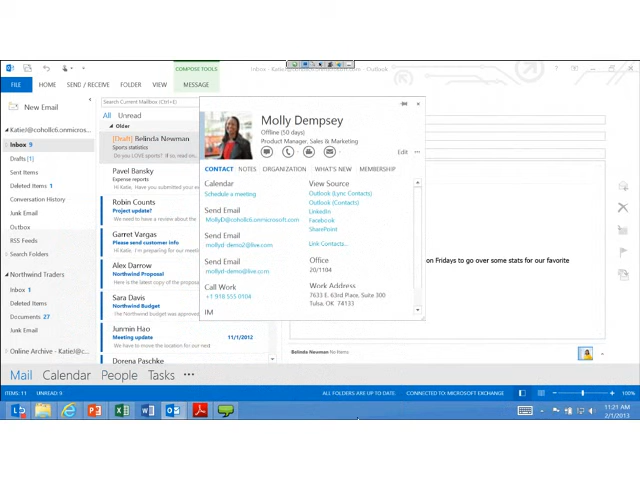 COMPOSE TOOLS
FILE HOME SEND / RECEIVE FOLDER VIEW MESSAGE
New Email
Search Current Mailbox (Ctrl+E)
All Unread
Older
KatieJ@cohollc6.onmicros...
Inbox 9
Drafts [1]
Sent Items
Deleted Items 1
Conversation History
Junk Email
Outbox
RSS Feeds
Search Folders
Northwind Traders
Inbox 1
Deleted Items
Documents 27
Junk Email
Online Archive - KatieJ@c...
[Draft] Belinda Newman
Sports statistics
Do you LOVE sports? If so, read on...
Pavel Bansky
Expense reports
Hi Katie, Have you submitted your
Robin Counts
Project update?
We need to have a review about the
Garret Vargas
Please send customer info
Alex Darrow
Northwind Proposal
Here is the latest copy of the proposal
Sara Davis
Northwind Budget
The Northwind budget was approved
Junmin Hao
Meeting update 11/1/2012
We have to move the location for our next
Dorena Paschke
Molly Dempsey
Offline (50 days)
Product Manager, Sales & Marketing
Edit ...
CONTACT NOTES ORGANIZATION WHAT'S NEW MEMBERSHIP
Calendar
Schedule a meeting
Send Email
MollyD@cohollc6.onmicrosoft.com
Send Email
mollyd-demo2@live.com
Send Email
mollyd-demo@live.com
Call Work
+1 918 555 0104
IM
View Source
Outlook (Lync Contacts)
Outlook (Contacts)
LinkedIn
Facebook
SharePoint
Link Contacts...
Office
20/1104
Work Address
7633 E. 63rd Place, Suite 300
Tulsa, OK 74133
on Fridays to go over some stats for our favorite
Belinda Newman No Items
Mail Calendar People Tasks ...
ITEMS: 11 UNREAD: 9 ALL FOLDERS ARE UP TO DATE CONNECTED TO: MICROSOFT EXCHANGE 100%
11:21 AM
2/1/2013